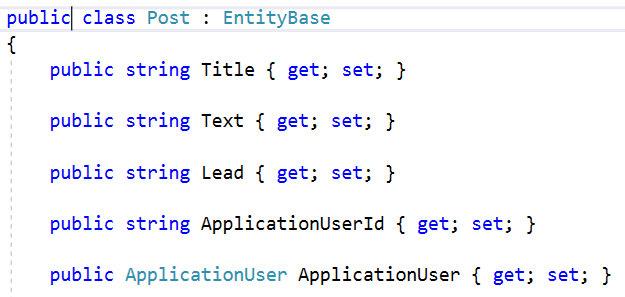 public class Post : EntityBase
{
public string Title { get; set; }
public string Text { get; set; }
public string Lead { get; set; }
public string ApplicationUserId { get; set; }
public ApplicationUser ApplicationUser { get; set; }